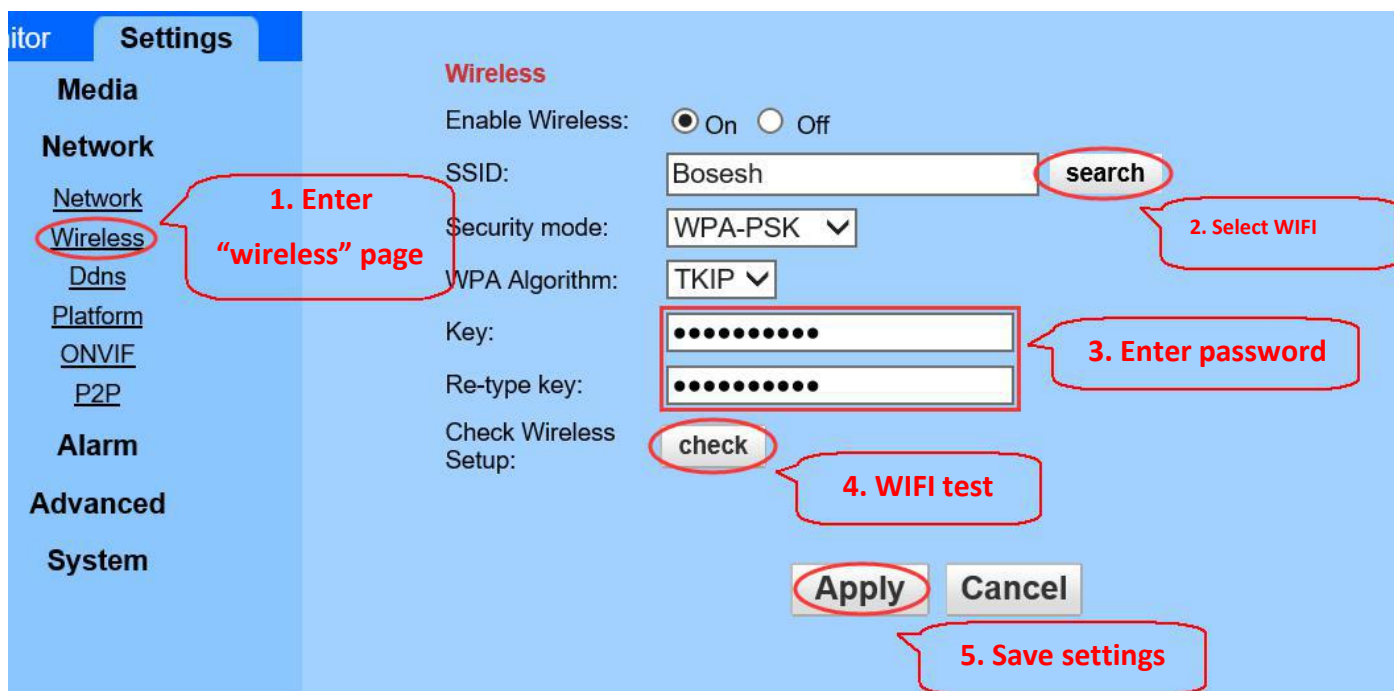 itor Settings
Media
Network
Network
Wireless
Ddns
Platform
ONVIF
P2P
Alarm
Advanced
System
1. Enter
“wireless” page
Wireless
Enable Wireless: On Off
SSID: Bosesh search
2. Select WIFI
Security mode: WPA-PSK
WPA Algorithm: TKIP
Key: ●●●●●●●●●●
3. Enter password
Re-type key: ●●●●●●●●●●
Check Wireless
Setup: check
4. WIFI test
Apply Cancel
5. Save settings